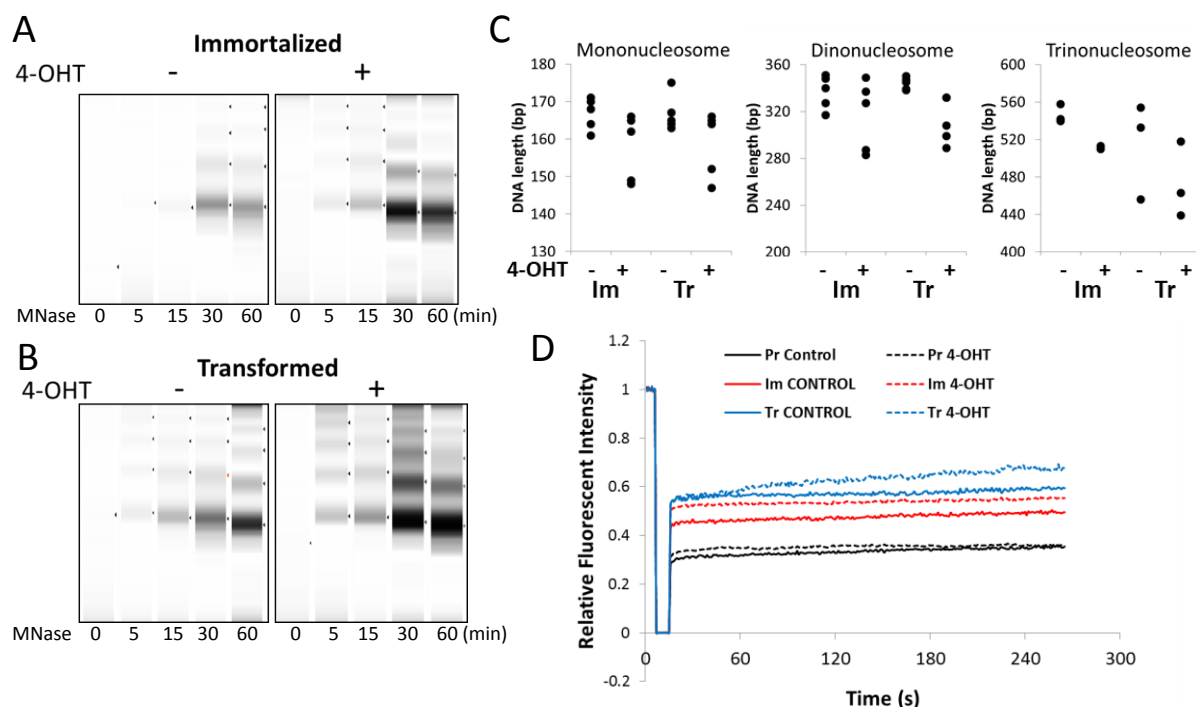 A
Immortalized
4-OHT - +
MNase 0 5 15 30 60 0 5 15 30 60 (min)
B
Transformed
4-OHT - +
MNase 0 5 15 30 60 0 5 15 30 60 (min)
C
Mononucleosome
DNA length (bp)
180
170
160
150
140
130
Dinonucleosome
DNA length (bp)
360
320
280
240
200
Trinonucleosome
DNA length (bp)
600
560
520
480
440
400
4-OHT - + - + - + - + - + - +
Im Tr Im Tr Im Tr
D
Relative Fluorescent Intensity
1.2
1
0.8
0.6
0.4
0.2
0
-0.2
Pr Control Pr 4-OHT
Im CONTROL Im 4-OHT
Tr CONTROL Tr 4-OHT
0 60 120 180 240 300
Time (s)